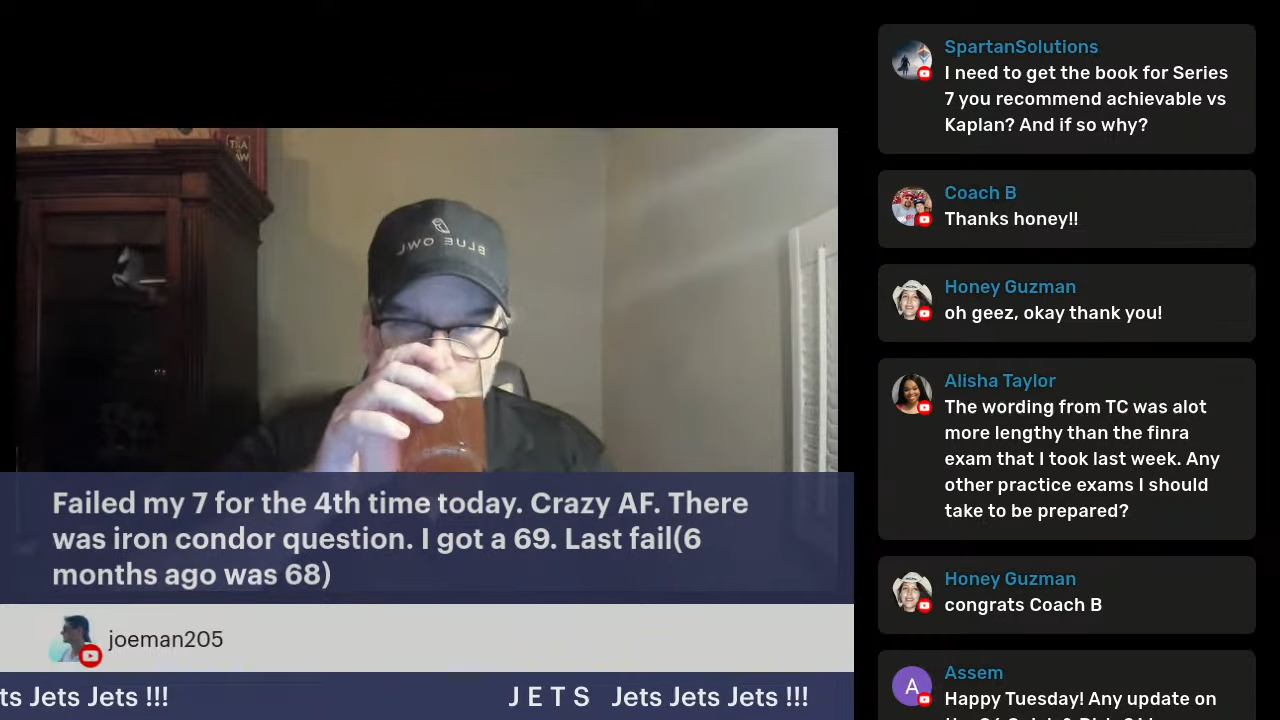 BLUE OWL
Failed my 7 for the 4th time today. Crazy AF. There
was iron condor question. I got a 69. Last fail(6
months ago was 68)
joeman205
ts Jets Jets !!!
J E T S Jets Jets Jets !!!
SpartanSolutions
I need to get the book for Series
7 you recommend achievable vs
Kaplan? And if so why?
Coach B
Thanks honey!!
Honey Guzman
oh geez, okay thank you!
Alisha Taylor
The wording from TC was alot
more lengthy than the finra
exam that I took last week. Any
other practice exams I should
take to be prepared?
Honey Guzman
congrats Coach B
A
Assem
Happy Tuesday! Any update on